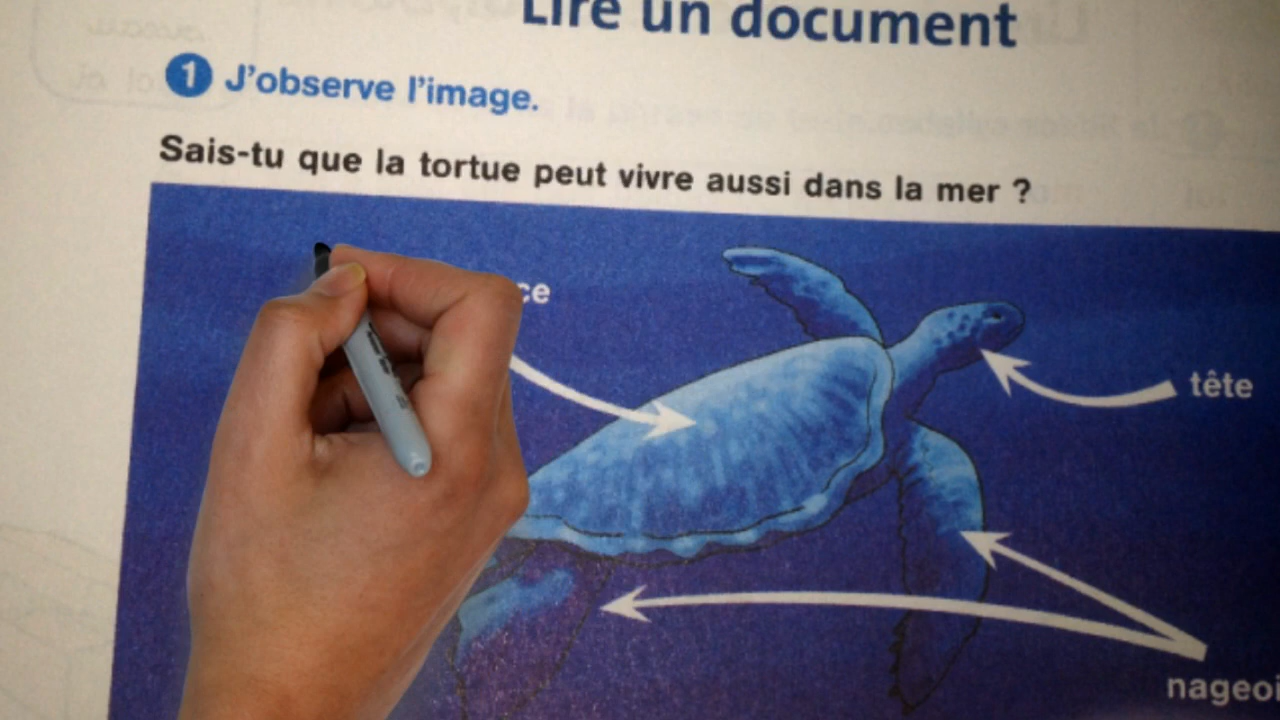 Lire un document
1 J'observe l'image.
Sais-tu que la tortue peut vivre aussi dans la mer ?
tête